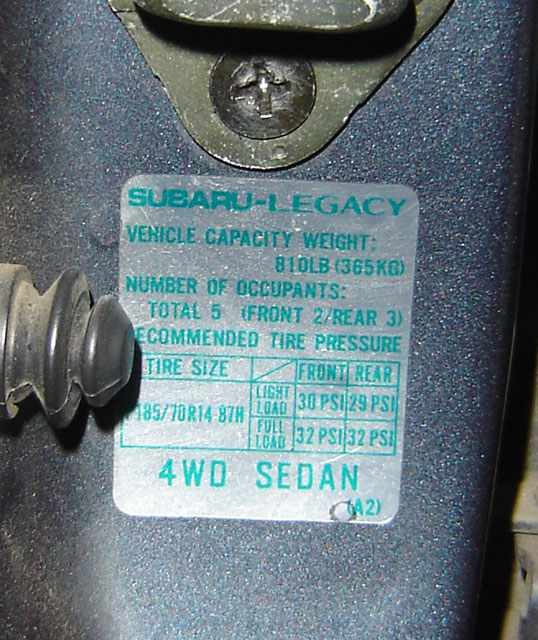 SUBARU-LEGACY
VEHICLE CAPACITY WEIGHT:
810LB (365KG)
NUMBER OF OCCUPANTS:
TOTAL 5 (FRONT 2/REAR 3)
RECOMMENDED TIRE PRESSURE
TIRE SIZE FRONT REAR
P185/70R14 87H LIGHT LOAD 30 PSI 29 PSI
FULL LOAD 32 PSI 32 PSI
4WD SEDAN
(A2)